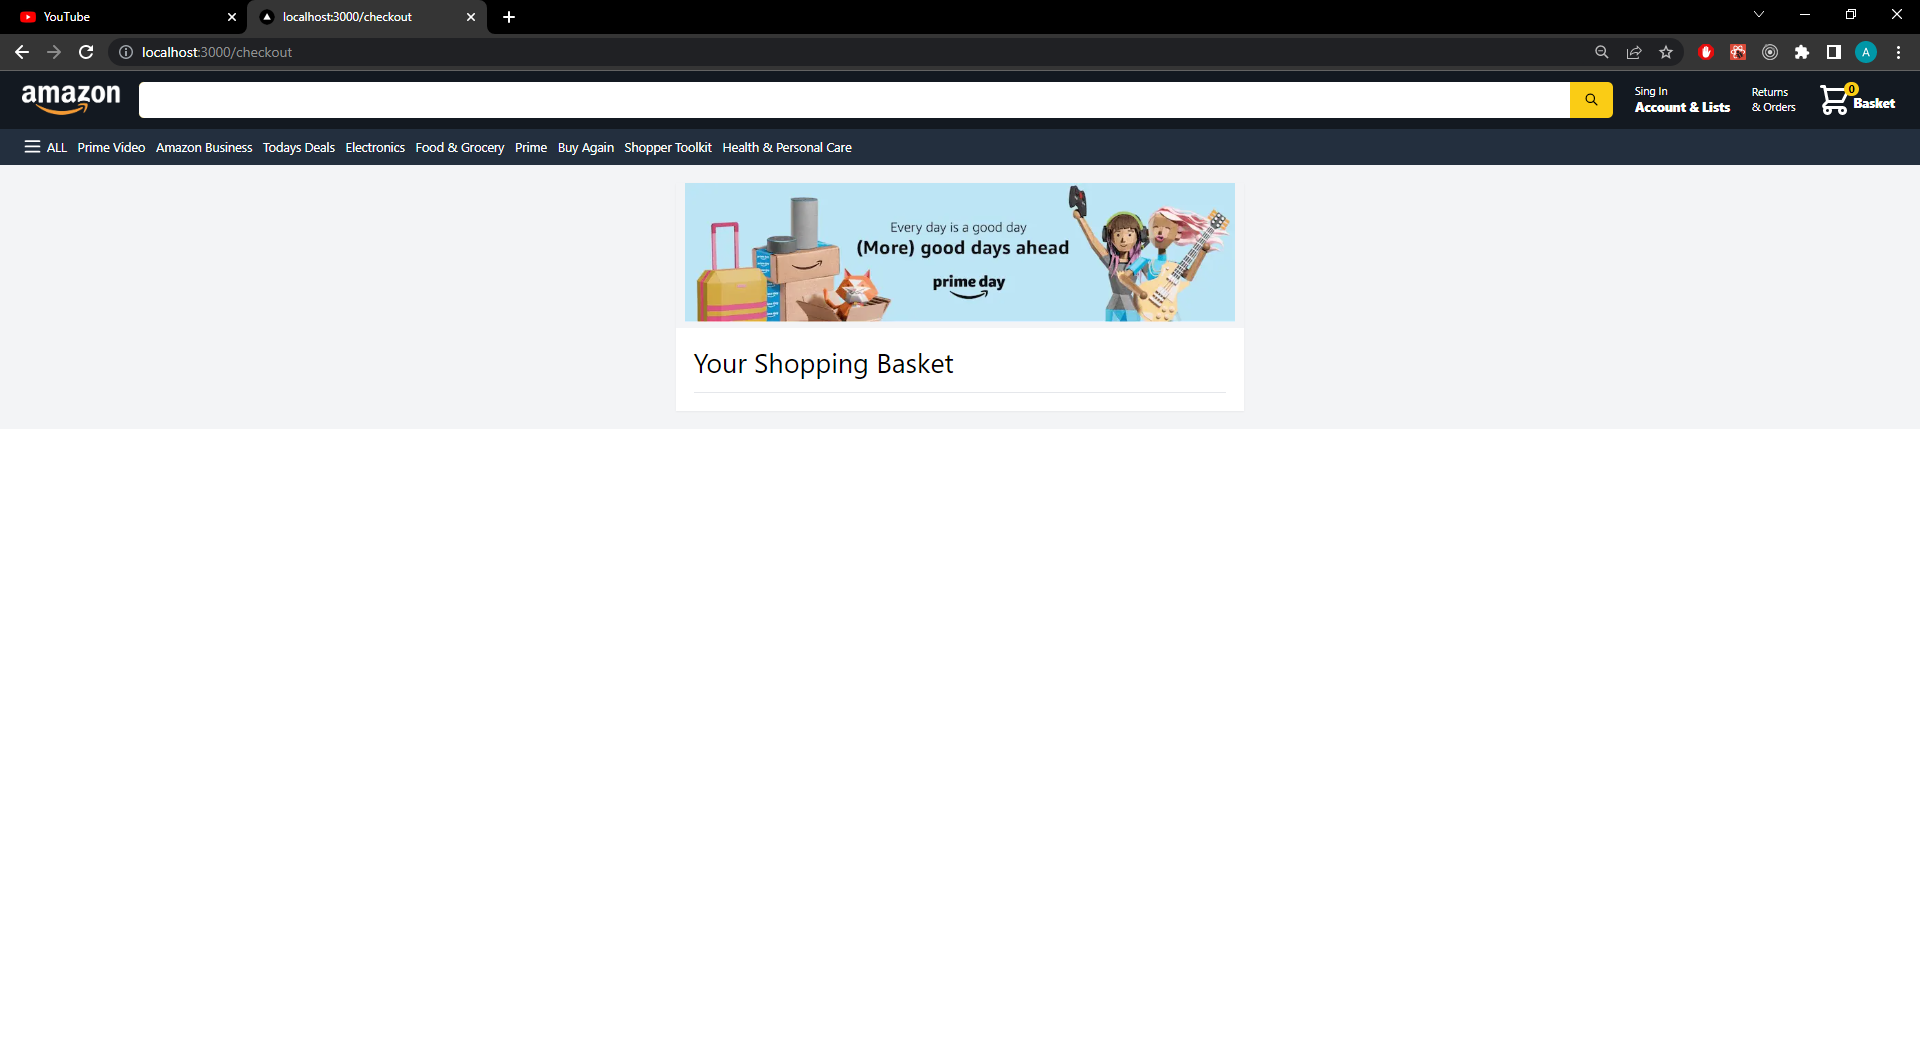 YouTube
localhost:3000/checkout
localhost:3000/checkout
A
amazon
Sing In
Account & Lists
Returns
& Orders
0
Basket
ALL Prime Video Amazon Business Todays Deals Electronics Food & Grocery Prime Buy Again Shopper Toolkit Health & Personal Care
Every day is a good day
(More) good days ahead
prime day
Your Shopping Basket